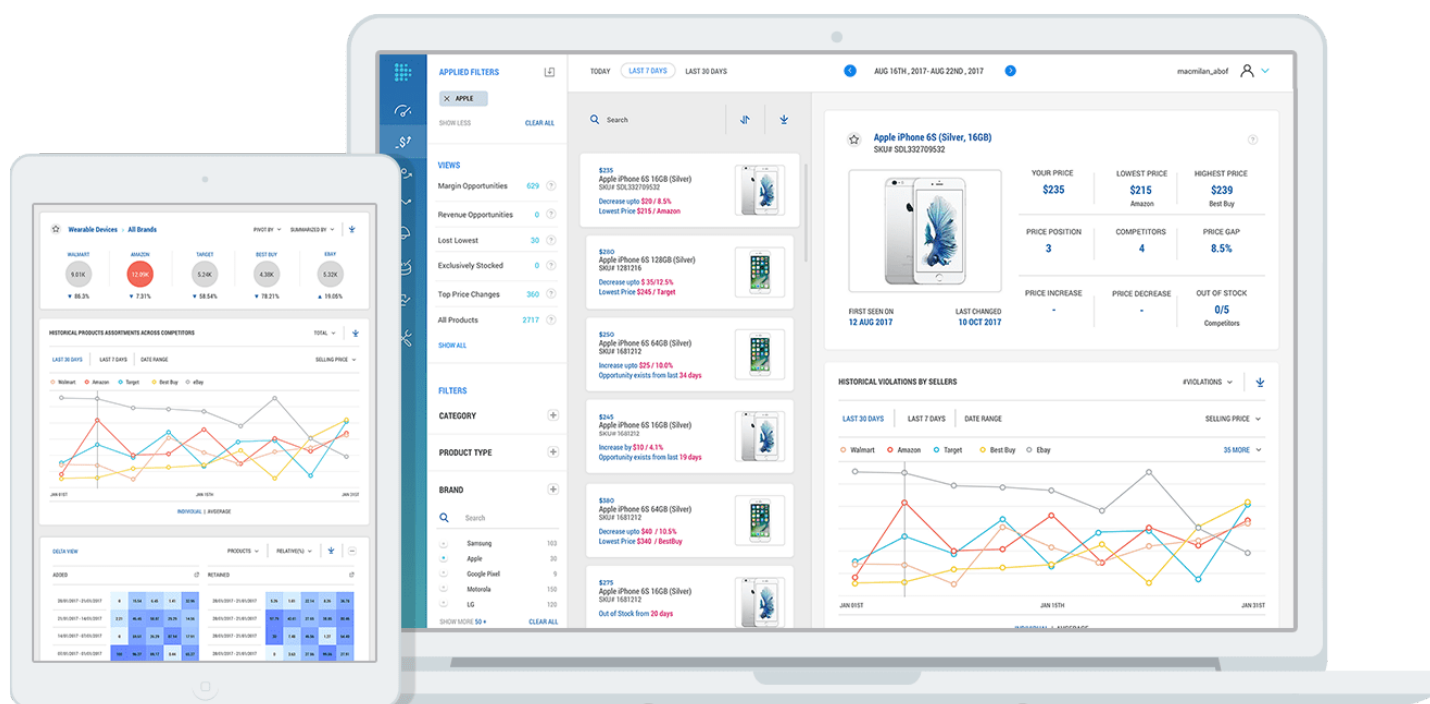 APPLIED FILTERS
APPLE
SHOW LESS CLEAR ALL
VIEWS
Margin Opportunities 629
Revenue Opportunities 0
Lost Lowest 30
Exclusively Stocked 0
Top Price Changes 360
All Products 2717
SHOW ALL
FILTERS
CATEGORY
PRODUCT TYPE
BRAND
Search
Samsung 103
Apple 30
Google Pixel 9
Motorola 150
LG 120
SHOW MORE 50 + CLEAR ALL
TODAY LAST 7 DAYS LAST 30 DAYS
AUG 16TH , 2017- AUG 22ND , 2017
macmilan_abof
Search
$235
Apple iPhone 6S 16GB (Silver)
SKU# SDL332709532
Decrease upto $20 / 8.5%
Lowest Price $215 / Amazon
$280
Apple iPhone 6S 128GB (Silver)
SKU# 1281216
Decrease upto $ 35/12.5%
Lowest Price $245 / Target
$250
Apple iPhone 6S 64GB (Silver)
SKU# 1681212
Increase upto $25 / 10.0%
Opportunity exists from last 34 days
$245
Apple iPhone 6S 16GB (Silver)
SKU# 1681212
Increase by $10 / 4.1%
Opportunity exists from last 19 days
$380
Apple iPhone 6S 64GB (Silver)
SKU# 1681212
Decrease upto $40 / 10.5%
Lowest Price $340 / BestBuy
$275
Apple iPhone 6S 16GB (Silver)
SKU# 1681212
Out of Stock from 20 days
Apple iPhone 6S (Silver, 16GB)
SKU# SDL332709532
YOUR PRICE LOWEST PRICE HIGHEST PRICE
$235 $215 $239
Amazon Best Buy
PRICE POSITION COMPETITORS PRICE GAP
3 4 8.5%
PRICE INCREASE PRICE DECREASE OUT OF STOCK
- - 0/5
Competitors
FIRST SEEN ON LAST CHANGED
12 AUG 2017 10 OCT 2017
HISTORICAL VIOLATIONS BY SELLERS #VIOLATIONS
LAST 30 DAYS LAST 7 DAYS DATE RANGE SELLING PRICE
Walmart Amazon Target Best Buy Ebay 35 MORE
JAN 01ST JAN 15TH JAN 31ST
INDIVIDUAL | AVGERAGE
Wearable Devices > All Brands PIVOT BY SUMMARIZED BY
WALMART AMAZON TARGET BEST BUY EBAY
9.01K 12.09K 5.24K 4.30K 5.32K
86.3% 7.31% 58.54% 78.21% 19.06%
HISTORICAL PRODUCTS ASSORTMENTS ACROSS COMPETITORS TOTAL
LAST 30 DAYS LAST 7 DAYS DATE RANGE SELLING PRICE
Walmart Amazon Target Best Buy eBay
JAN 01ST JAN 15TH JAN 31ST
INDIVIDUAL | AVGERAGE
DELTA VIEW PRODUCTS RELATIVE(%)
ADDED RETAINED